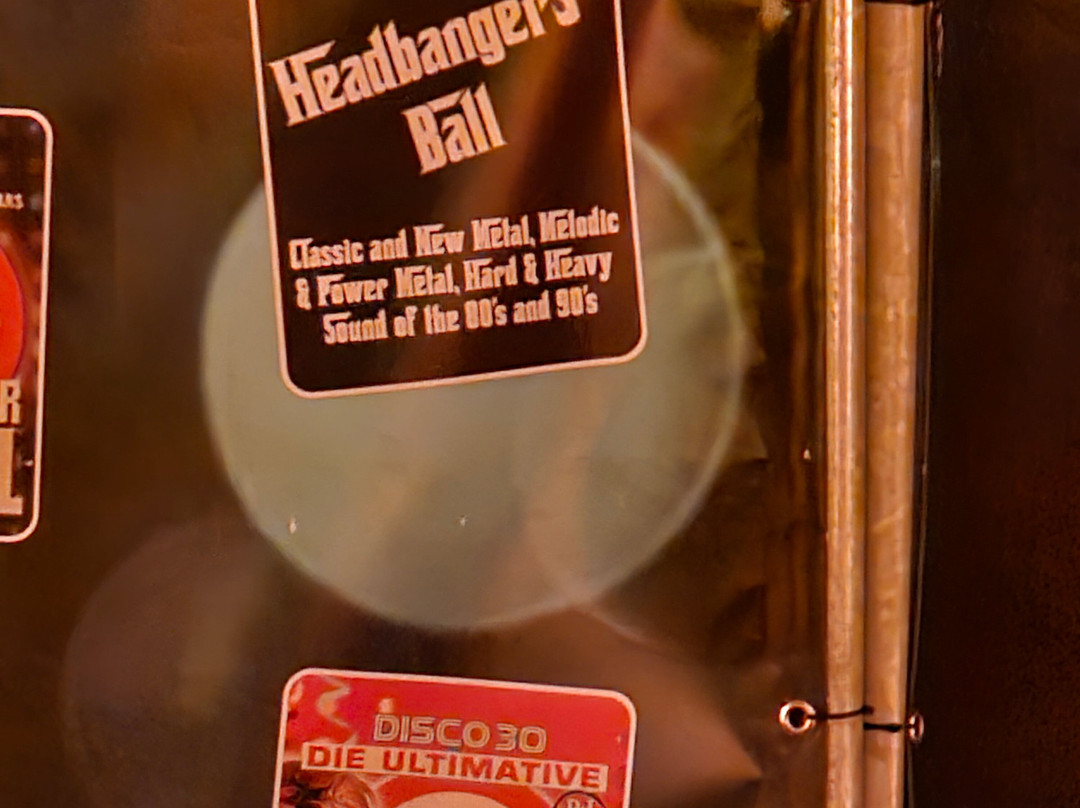 Headbangers
Ball
Classic and New Metal, Melodic
& Power Metal, Hard & Heavy
Sound of the 80's and 90's
R
L
DISCO 30
DIE ULTIMATIVE